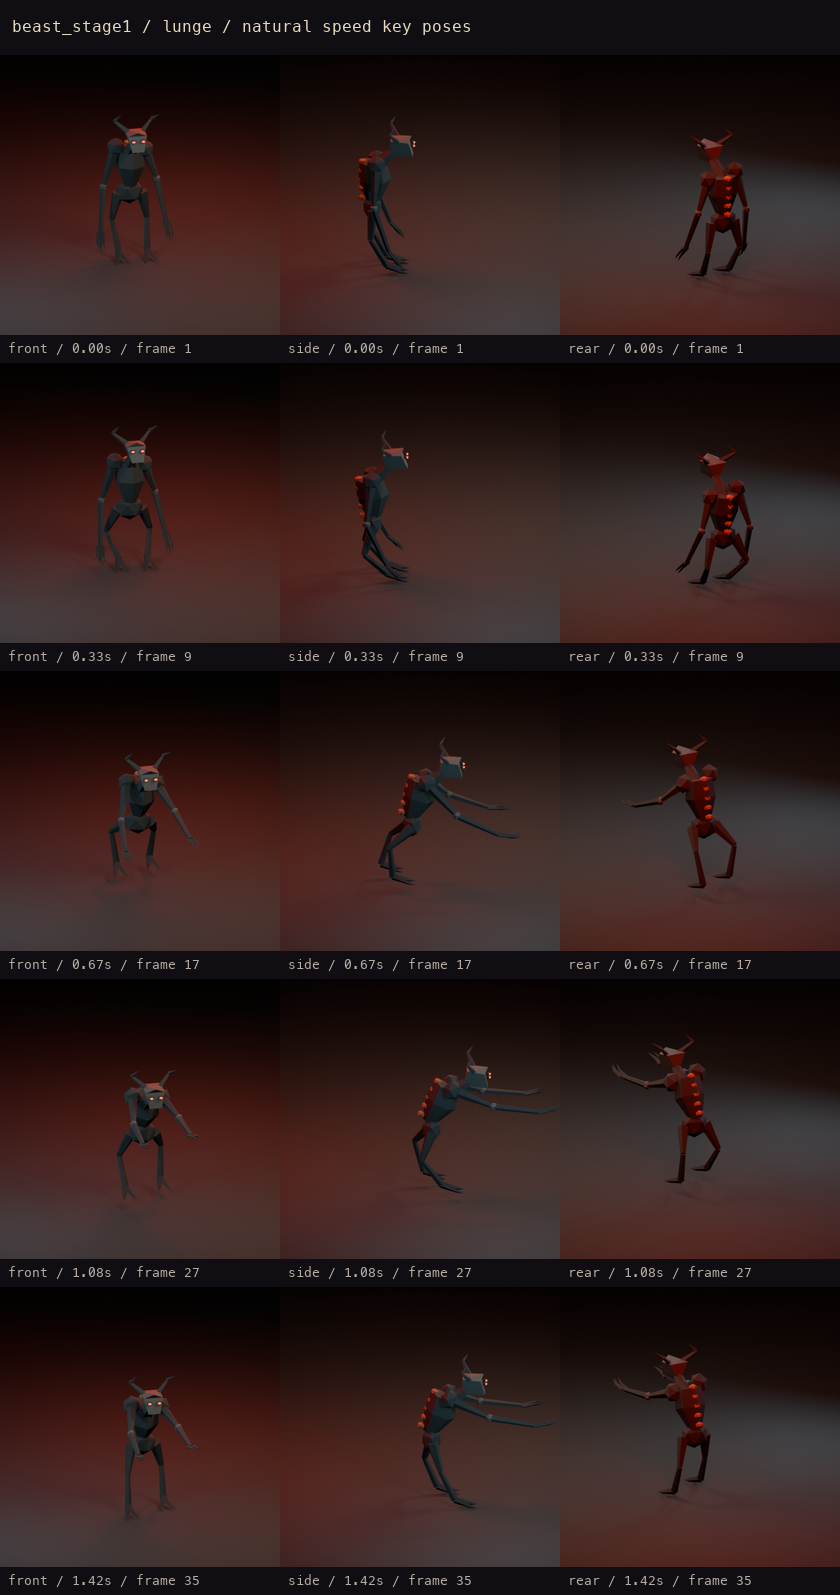 beast_stage1 / lunge / natural speed key poses
front / 0.00s / frame 1
side / 0.00s / frame 1
rear / 0.00s / frame 1
front / 0.33s / frame 9
side / 0.33s / frame 9
rear / 0.33s / frame 9
front / 0.67s / frame 17
side / 0.67s / frame 17
rear / 0.67s / frame 17
front / 1.08s / frame 27
side / 1.08s / frame 27
rear / 1.08s / frame 27
front / 1.42s / frame 35
side / 1.42s / frame 35
rear / 1.42s / frame 35